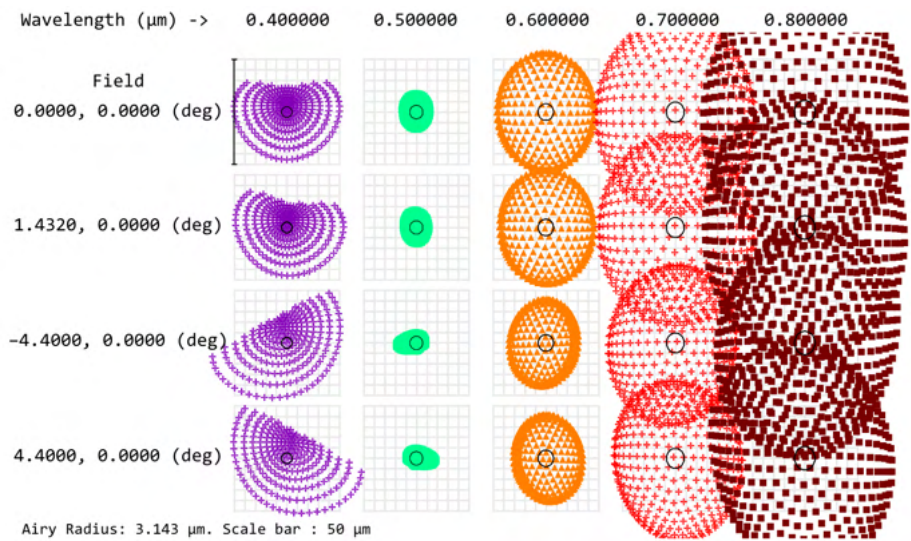 Wavelength (µm) -> 0.400000 0.500000 0.600000 0.700000 0.800000
Field
0.0000, 0.0000 (deg)
1.4320, 0.0000 (deg)
−4.4000, 0.0000 (deg)
4.4000, 0.0000 (deg)
Airy Radius: 3.143 µm. Scale bar : 50 µm